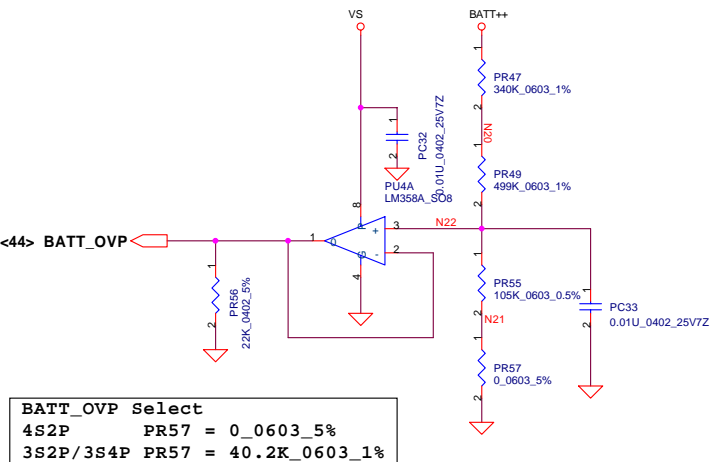 VS
BATT++
1
PR47
340K_0603_1%
2
N20
1
PC32
0.01U_0402_25V7Z
2
1
PR49
499K_0603_1%
2
PU4A
LM358A_SO8
8
P
+
3
N22
<44> BATT_OVP
1
0
G
-
2
4
1
PR56
22K_0402_5%
2
1
PR55
105K_0603_0.5%
2
N21
1
PC33
0.01U_0402_25V7Z
2
1
PR57
0_0603_5%
2
BATT_OVP Select
4S2P PR57 = 0_0603_5%
3S2P/3S4P PR57 = 40.2K_0603_1%